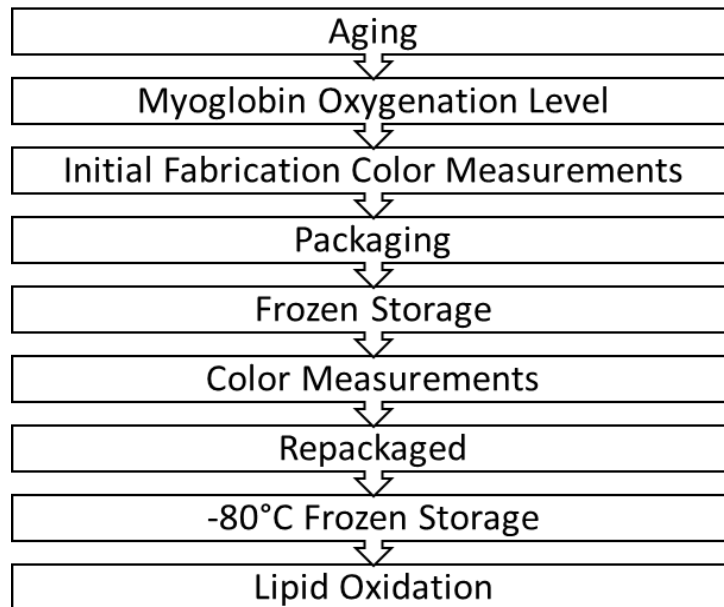 Aging
Myoglobin Oxygenation Level
Initial Fabrication Color Measurements
Packaging
Frozen Storage
Color Measurements
Repackaged
-80°C Frozen Storage
Lipid Oxidation